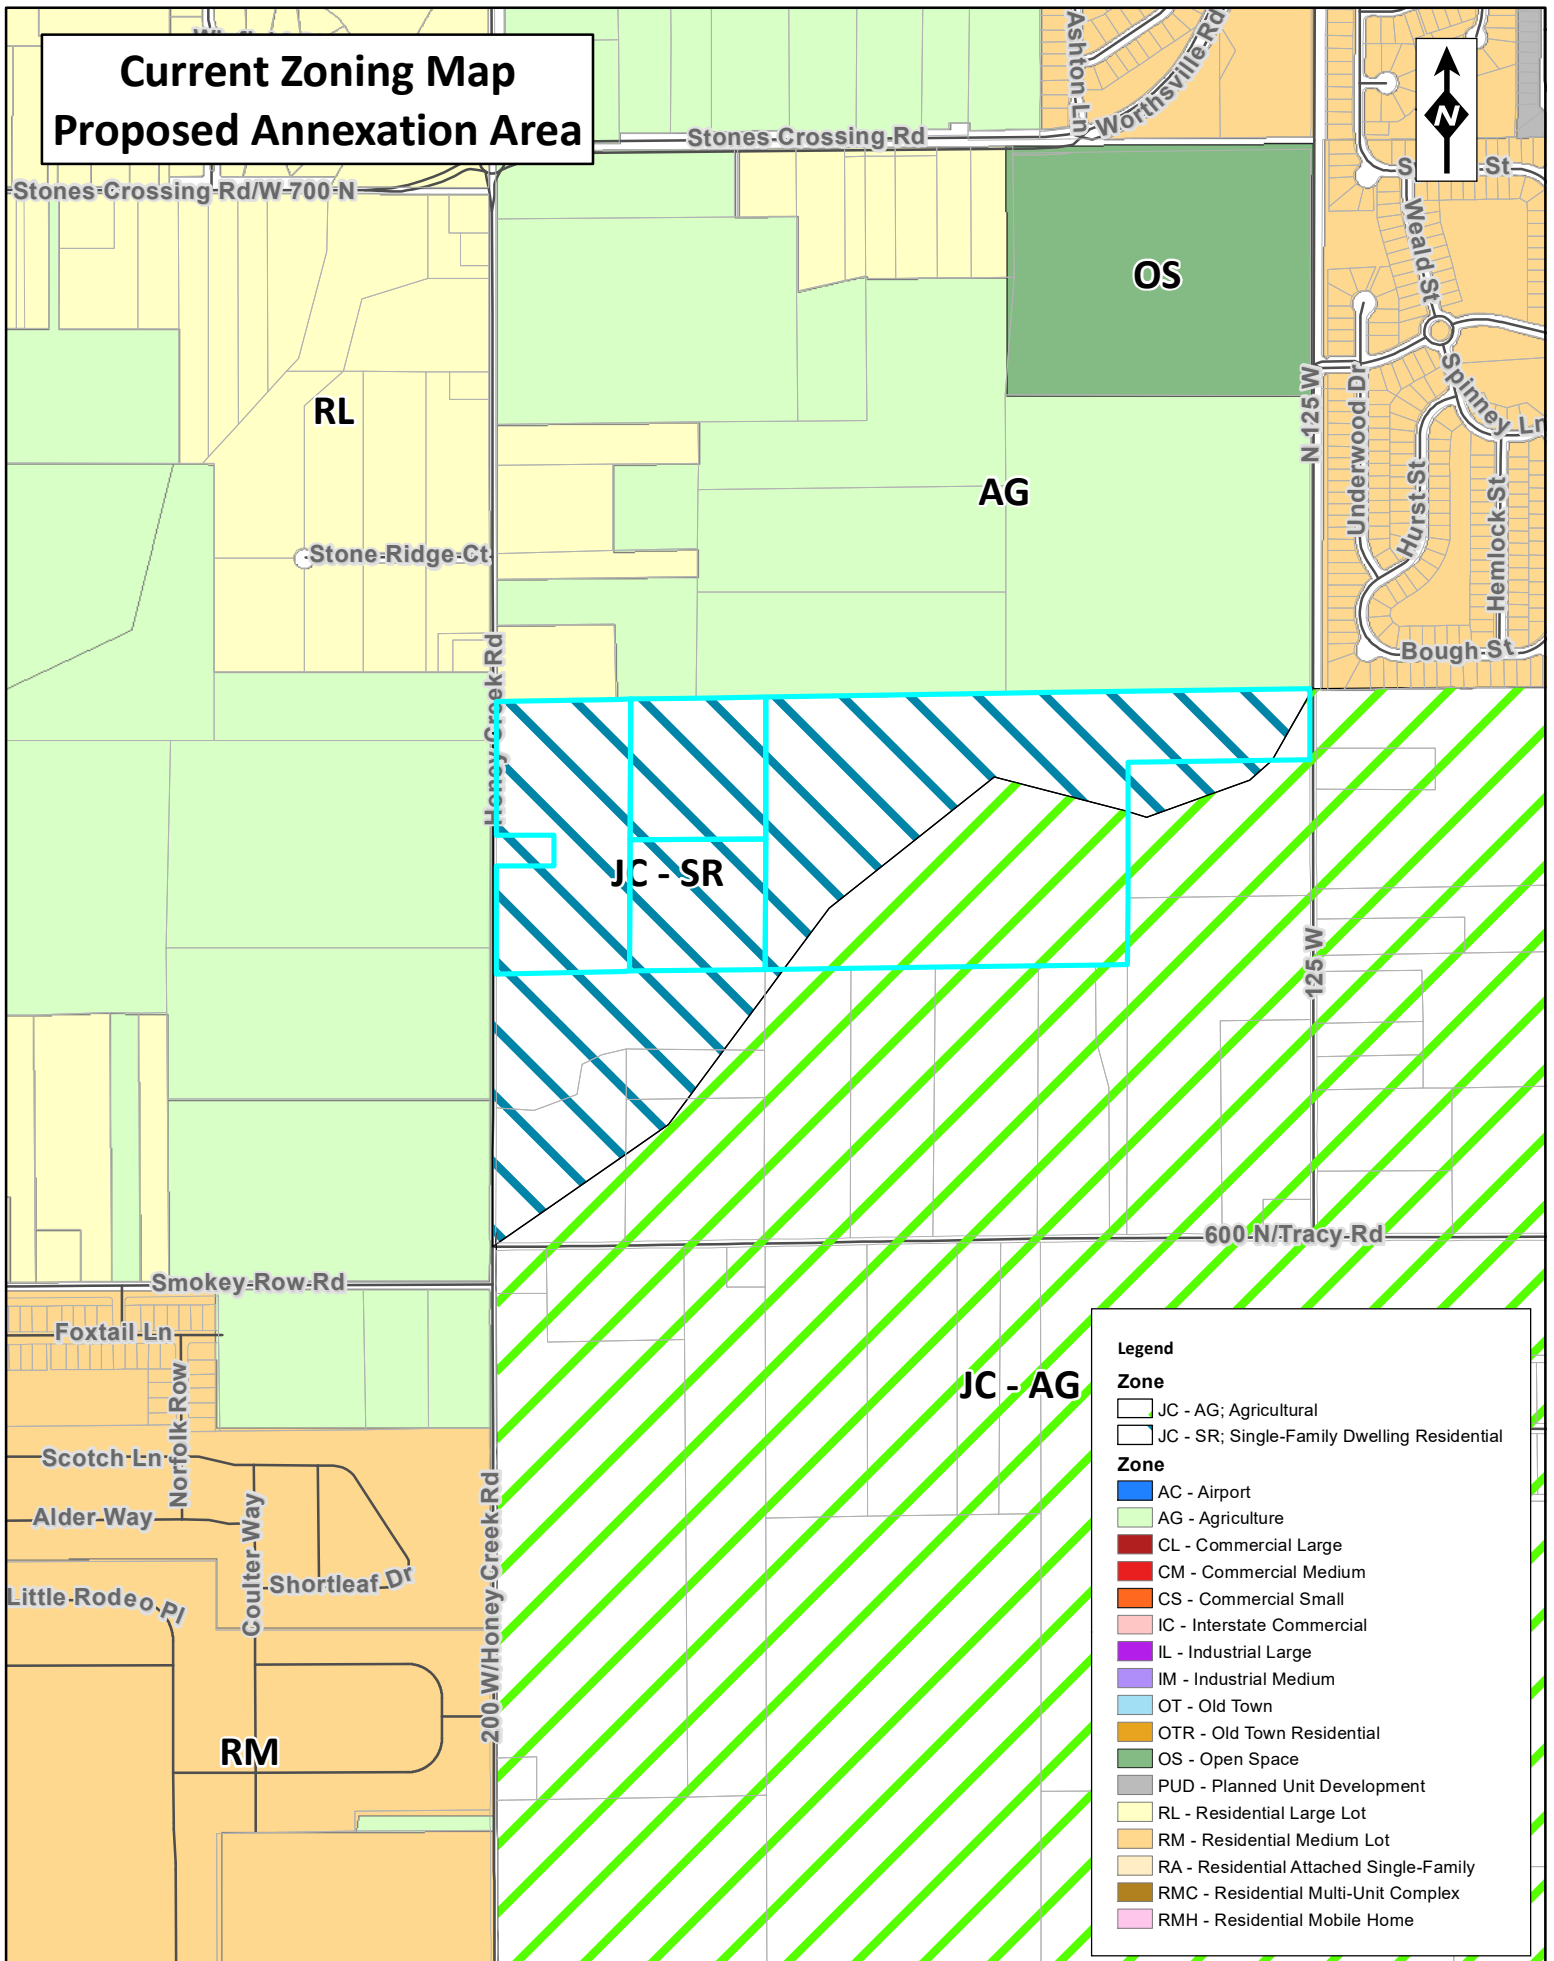 Current Zoning Map
Proposed Annexation Area
N
Ashton Ln
Worthsville Rd
Stones Crossing Rd
Stones Crossing Rd/W 700 N
St
Weald St
OS
RL
N 125 W
Underwood Dr
Spinney Ln
Hurst St
Hemlock St
AG
Stone Ridge Ct
Bough St
Honey Creek Rd
JC - SR
125 W
600 N/Tracy Rd
Smokey Row Rd
Foxtail Ln
Norfolk Row
JC - AG
Scotch Ln
Alder Way
Coulter Way
Shortleaf Dr
Little Rodeo Pl
200 W/Honey Creek Rd
RM
Legend
Zone
JC - AG; Agricultural
JC - SR; Single-Family Dwelling Residential
Zone
AC - Airport
AG - Agriculture
CL - Commercial Large
CM - Commercial Medium
CS - Commercial Small
IC - Interstate Commercial
IL - Industrial Large
IM - Industrial Medium
OT - Old Town
OTR - Old Town Residential
OS - Open Space
PUD - Planned Unit Development
RL - Residential Large Lot
RM - Residential Medium Lot
RA - Residential Attached Single-Family
RMC - Residential Multi-Unit Complex
RMH - Residential Mobile Home